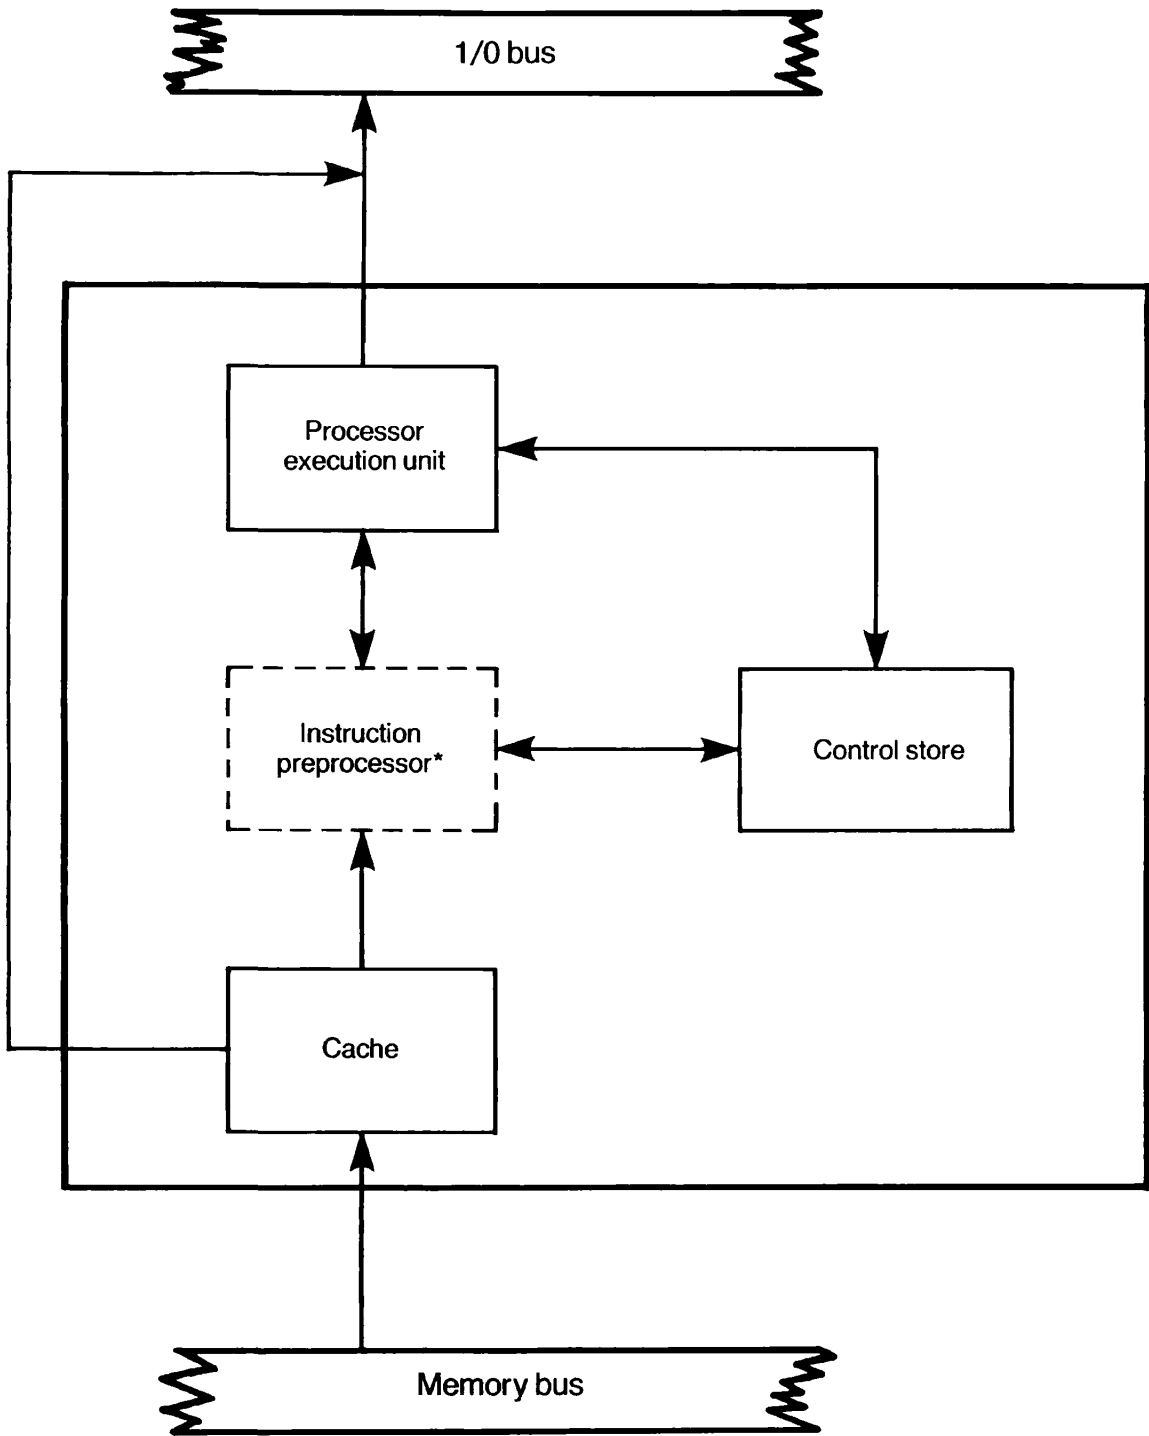 1/0 bus
Processor
execution unit
Instruction
preprocessor*
Control store
Cache
Memory bus